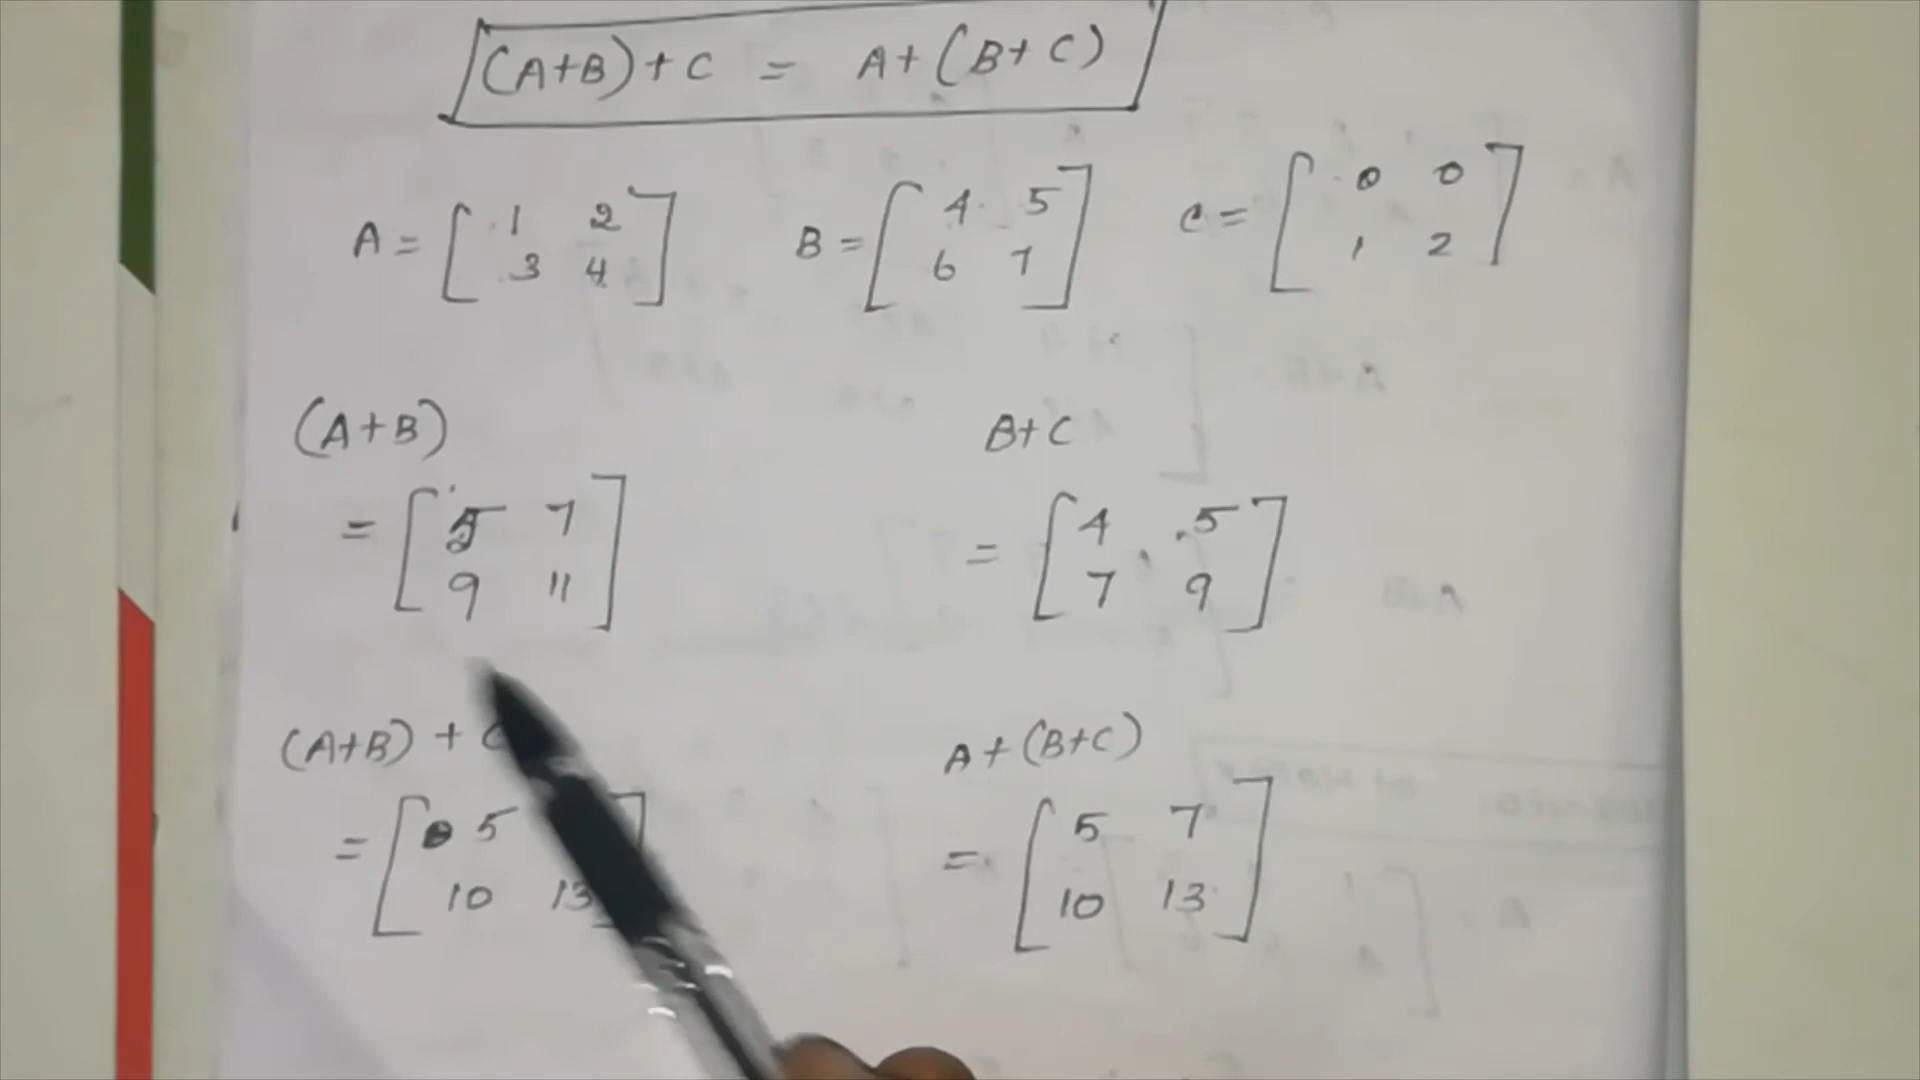 (A+B)+C = A+(B+C)
A = [ 1 2 B = [ 4 5 C = [ 0 0 ]
3 4 ] 6 7 ] 1 2
(A+B) B+C
= [ 5 7 ] = [ 4 5 ]
9 11 7 9
(A+B) + C A+(B+C)
= [ 5 = [ 5 7 ]
10 13 10 13